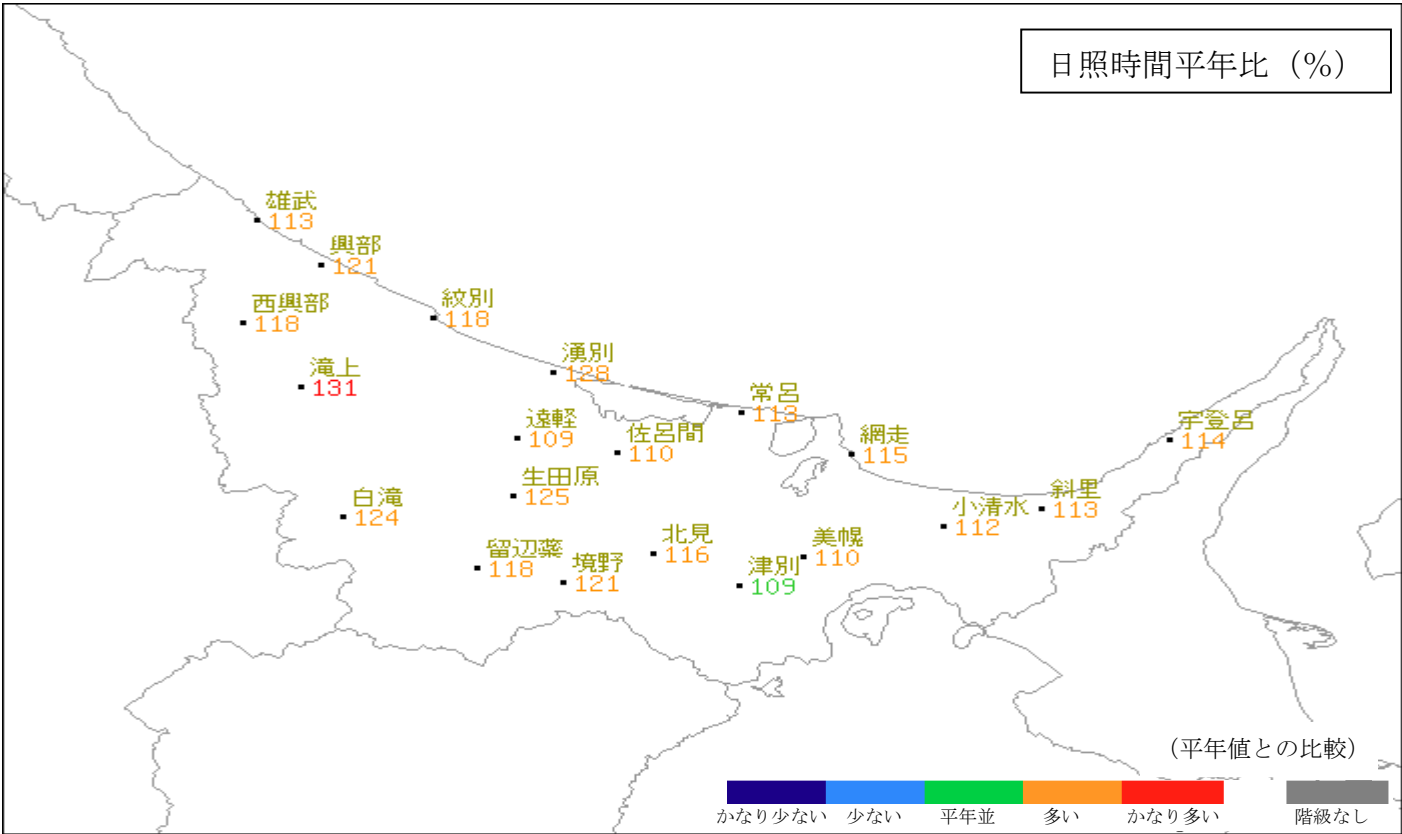 日照時間平年比（%）
雄武
113
興部
121
西興部
118
紋別
118
滝上
131
湧別
128
常呂
113
遠軽
109
佐呂間
110
網走
115
宇登呂
114
生田原
125
白滝
124
小清水
112
斜里
113
留辺蘂
118
境野
121
北見
116
美幌
110
津別
109
（平年値との比較）
かなり少ない 少ない 平年並 多い かなり多い 階級なし